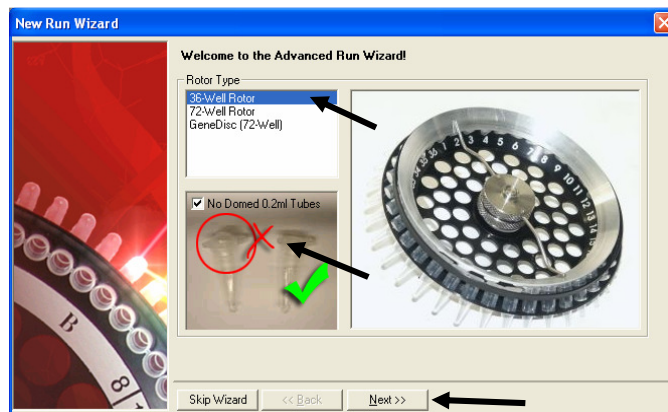 New Run Wizard
Welcome to the Advanced Run Wizard!
Rotor Type
36-Well Rotor
72-Well Rotor
GeneDisc (72-Well)
No Domed 0.2ml Tubes
B
8
Skip Wizard
<< Back
Next >>